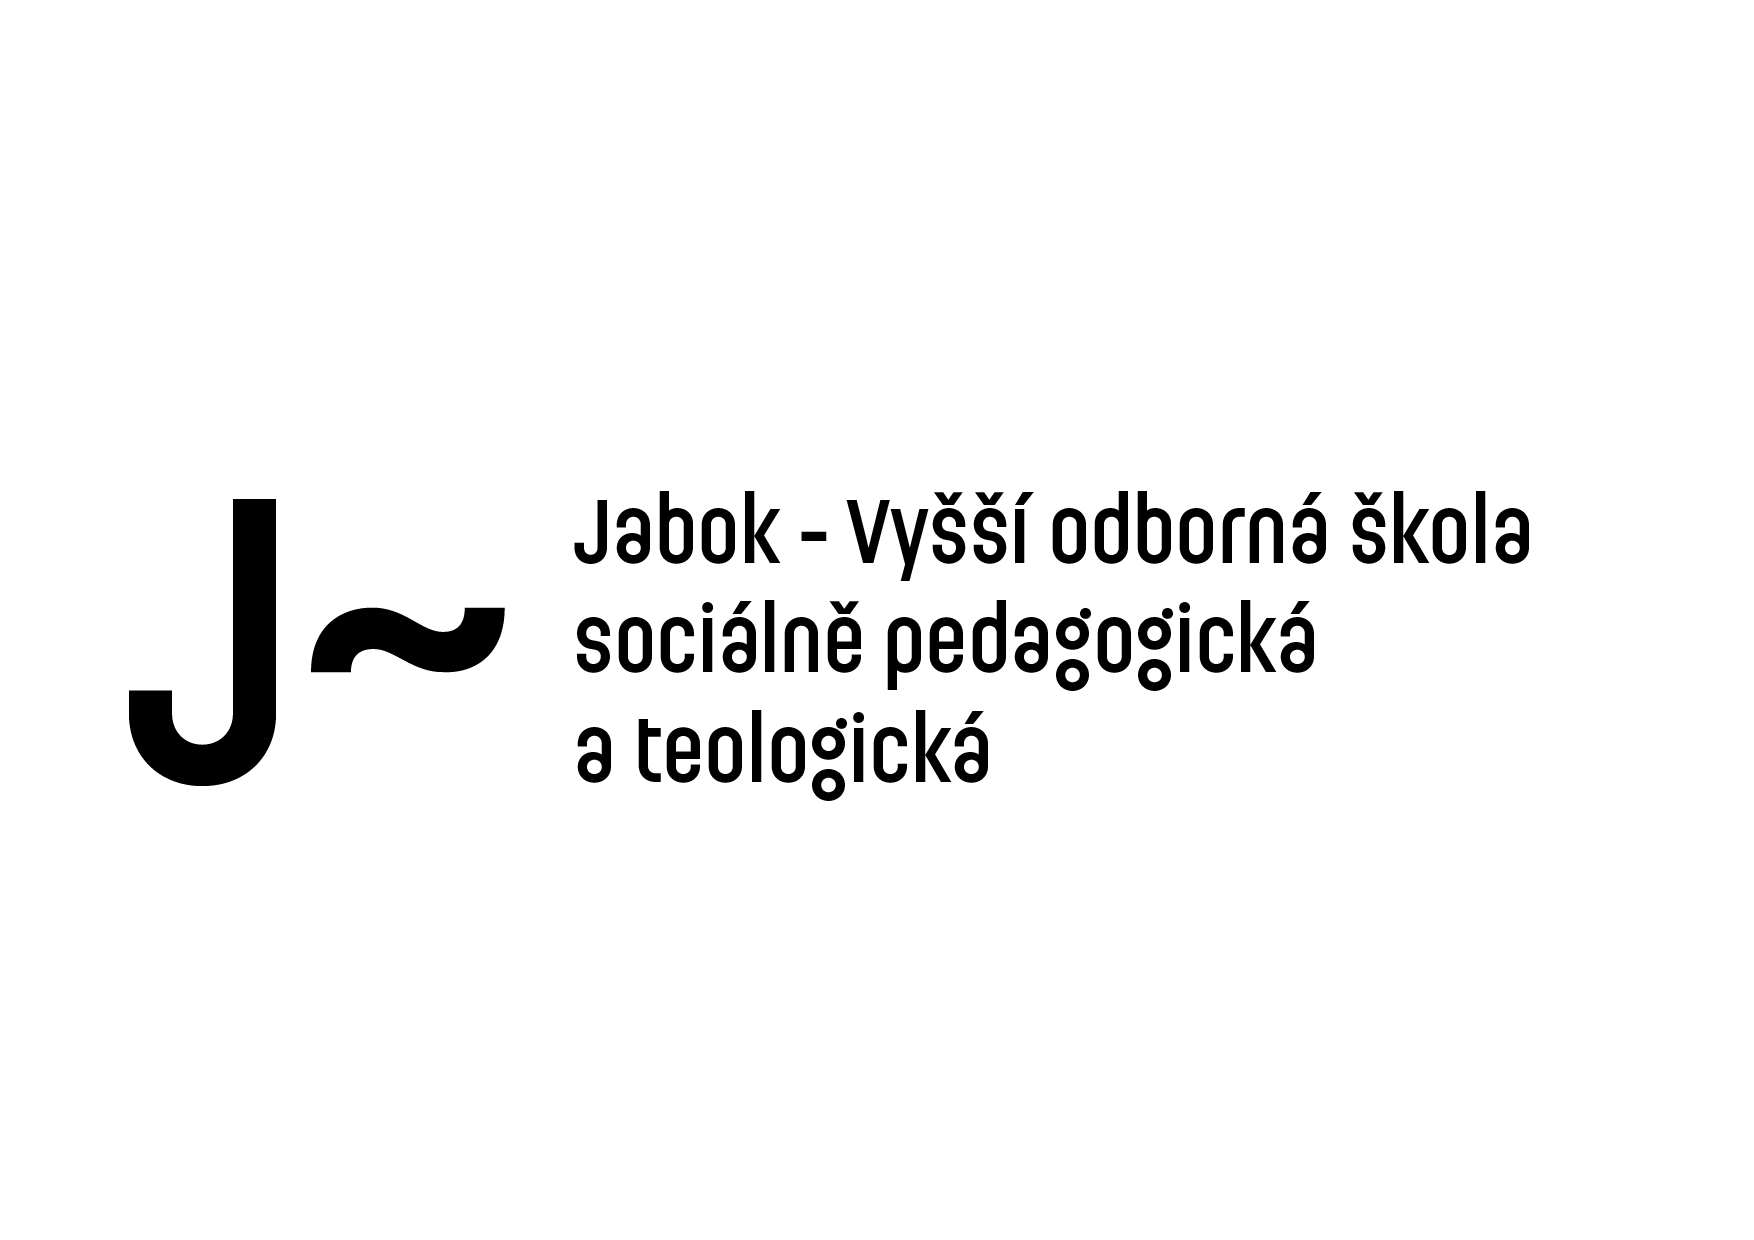 J~
Jabok - Vyšší odborná škola
sociálně pedagogická
a teologická